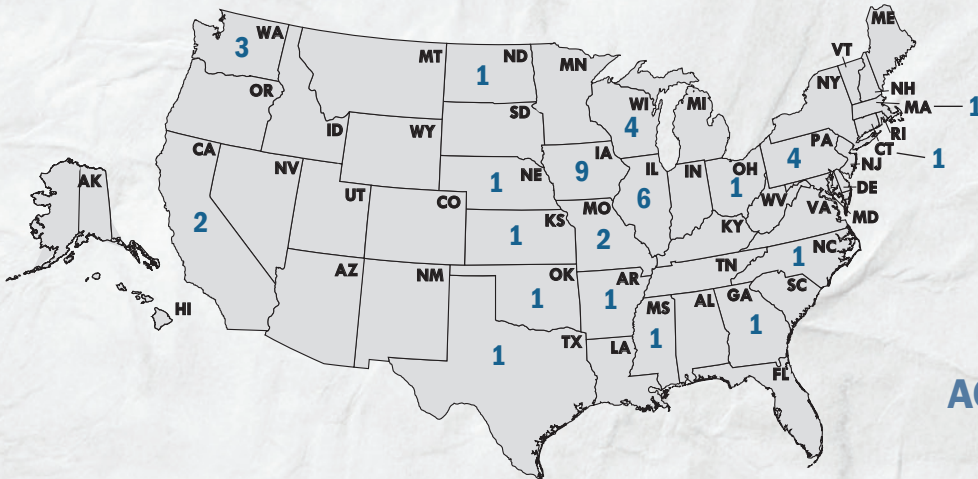 ME
WA
3
VT
MT
1
ND
MN
NY
NH
OR
WI
4
MI
MA
1
SD
ID
WY
RI
PA
4
CT
1
CA
IA
9
NE
1
NV
IL
6
IN
OH
1
NJ
AK
UT
CO
DE
WV
VA
MD
2
KS
1
MO
2
KY
NC
1
AZ
NM
OK
1
AR
1
TN
SC
HI
MS
1
AL
GA
1
TX
1
LA
FL